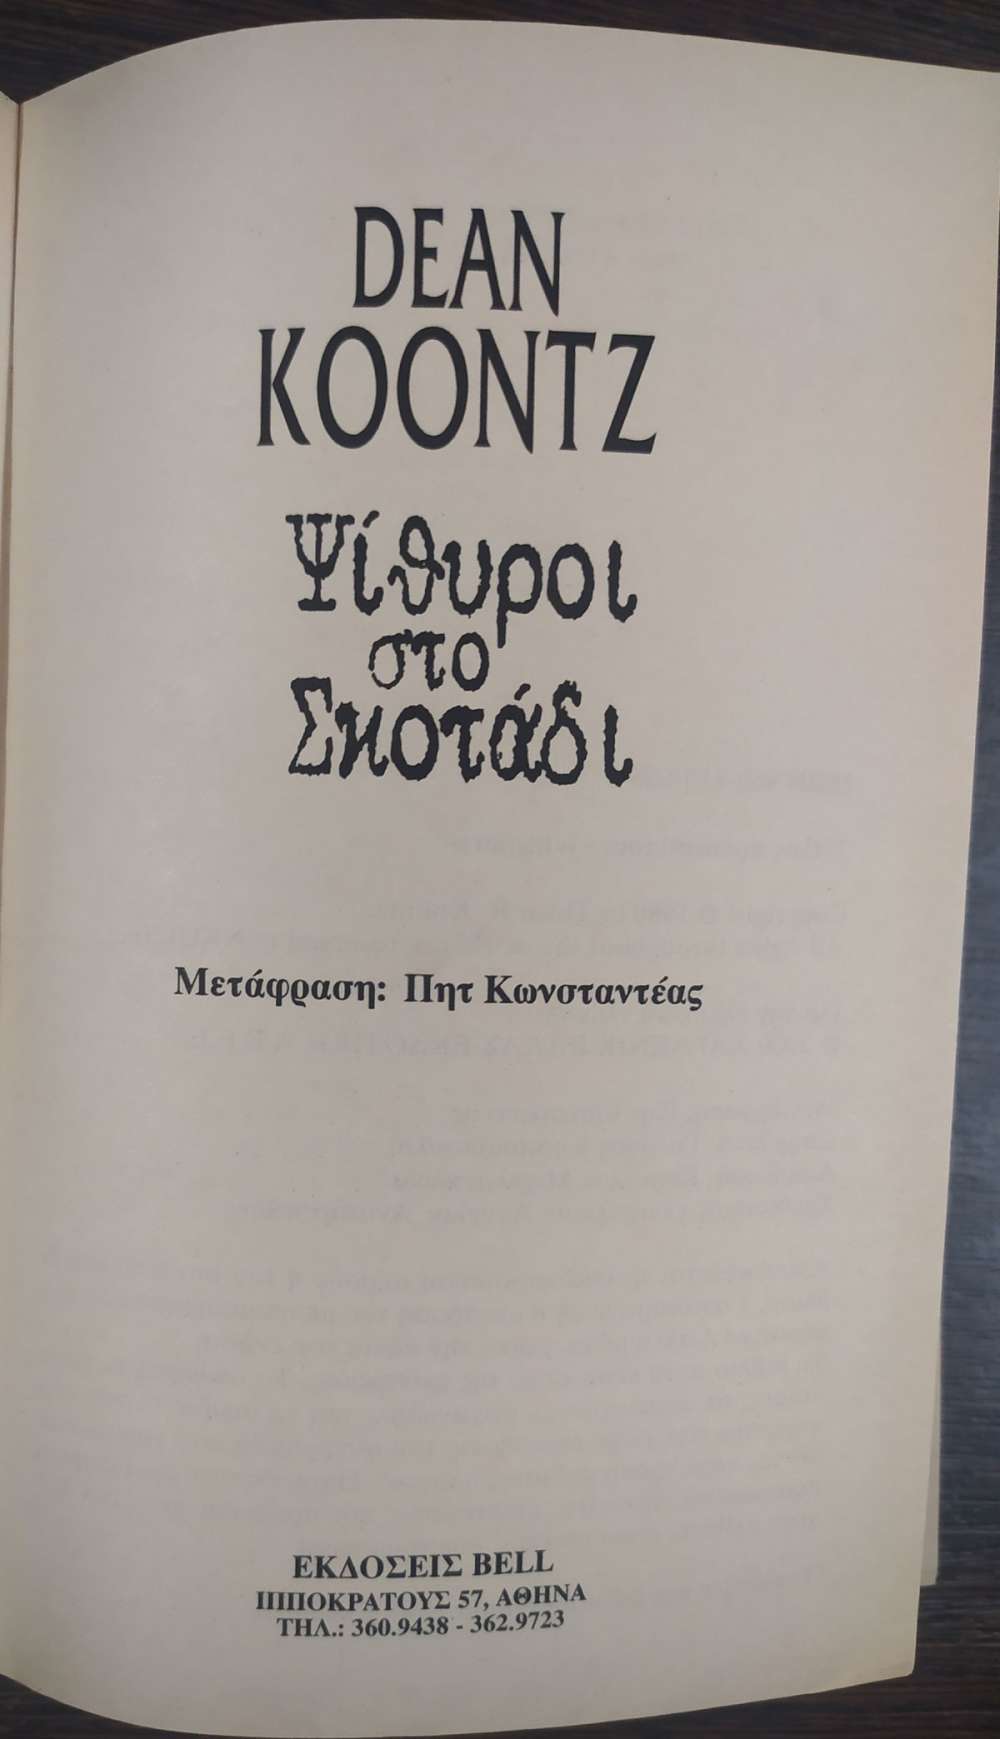 DEAN
KOONTZ
Ψίθυροι
στο
Σκοτάδι
Μετάφραση: Πητ Κωνσταντέας
ΕΚΔΟΣΕΙΣ BELL
ΙΠΠΟΚΡΑΤΟΥΣ 57, ΑΘΗΝΑ
ΤΗΛ.: 360.9438 - 362.9723